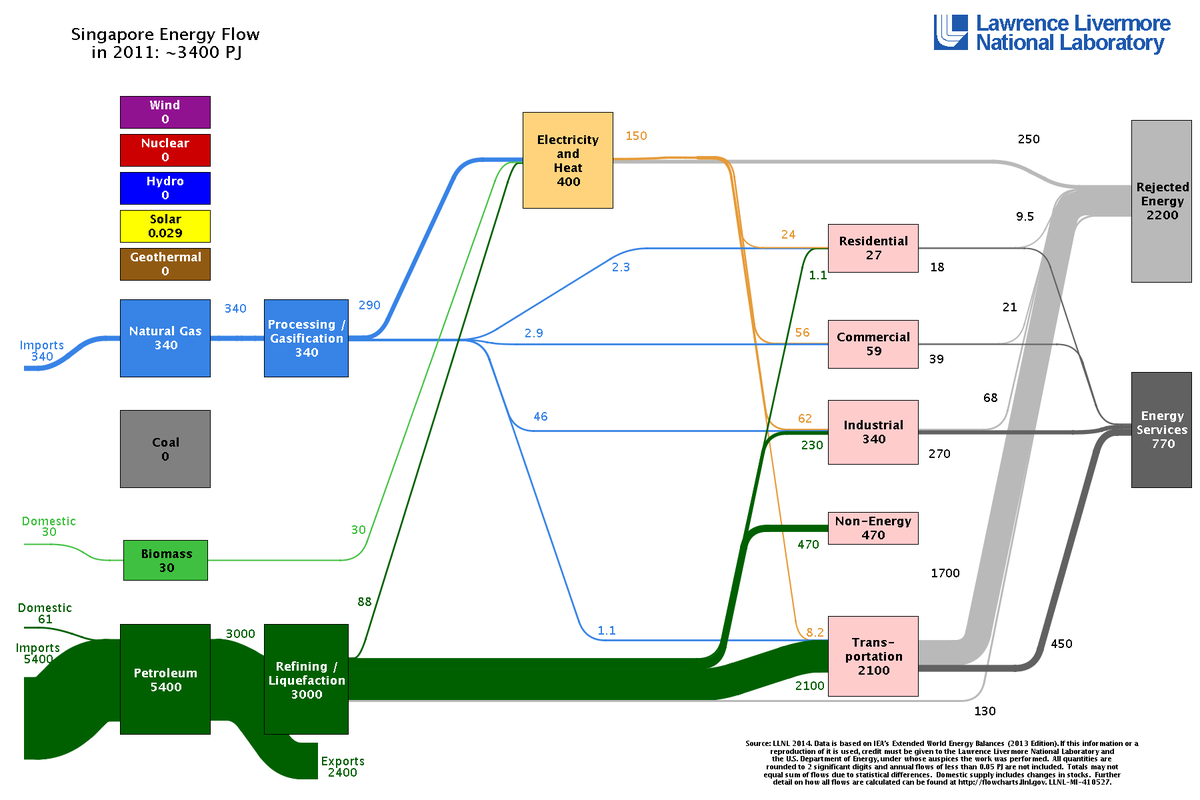 Singapore Energy Flow
in 2011: ~3400 PJ
Lawrence Livermore
National Laboratory
Wind
0
Nuclear
0
Hydro
0
Solar
0.029
Geothermal
0
Imports
340
Natural Gas
340
340
Processing /
Gasification
340
290
Coal
0
Domestic
30
Biomass
30
30
Domestic
61
Imports
5400
Petroleum
5400
3000
Refining /
Liquefaction
3000
88
Exports
2400
Electricity
and
Heat
400
150
2.3
2.9
46
1.1
24
1.1
Residential
27
56
Commercial
59
62
230
Industrial
340
470
Non-Energy
470
8.2
2100
Trans-
portation
2100
250
9.5
18
21
39
68
270
1700
450
130
Rejected
Energy
2200
Energy
Services
770
Source: LLNL 2014. Data is based on IEA's Extended World Energy Balances (2013 Edition). If this information or a
reproduction of it is used, credit must be given to the Lawrence Livermore National Laboratory and
the U.S. Department of Energy, under whose auspices the work was performed. All quantities are
rounded to 2 significant digits and annual flows of less than 0.05 PJ are not included. Totals may not
equal sum of flows due to statistical differences. Domestic supply includes changes in stocks. Further
detail on how all flows are calculated can be found at http://flowcharts.llnl.gov. LLNL-MI-410527.